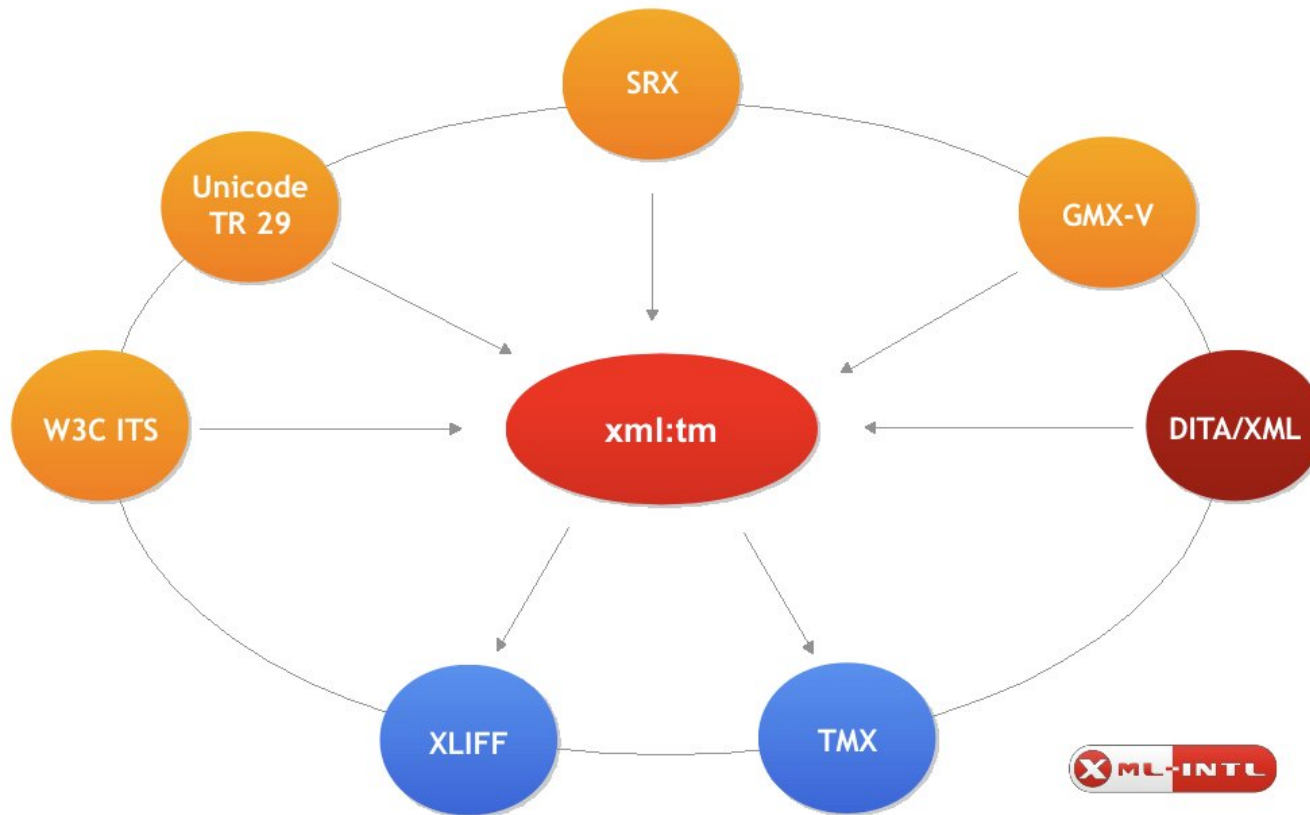 SRX
Unicode
TR 29
GMX-V
W3C ITS
xml:tm
DITA/XML
XLIFF
TMX
XML-INTL